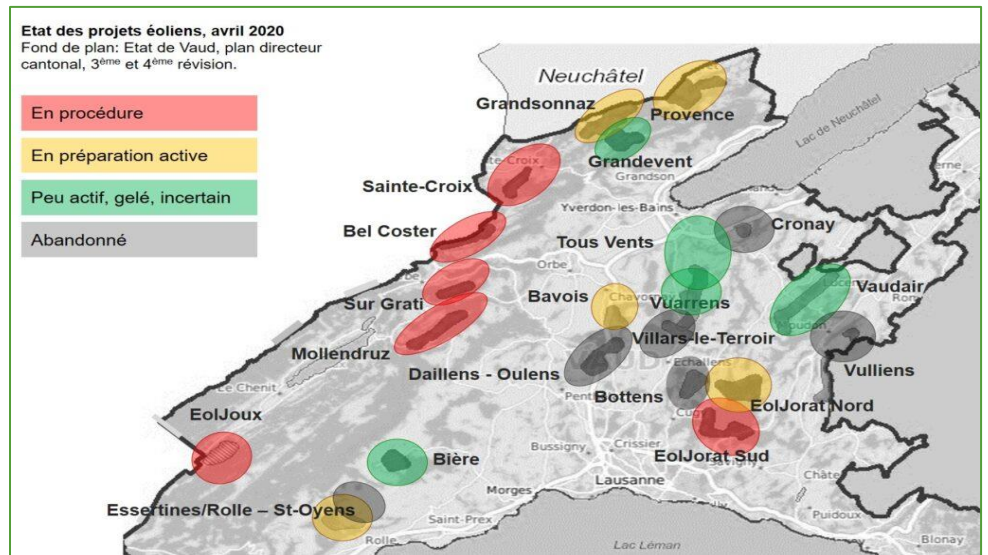 Etat des projets éoliens, avril 2020
Fond de plan: Etat de Vaud, plan directeur
cantonal, 3ème et 4ème révision.
En procédure
En préparation active
Peu actif, gelé, incertain
Abandonné
Neuchâtel
Grandsonnaz
Provence
Lac de Neuchâtel
Grandevent
Grandson
Sainte-Croix
Yverdon-les-Bains
Cronay
Bel Coster
Tous Vents
Orbe
Vaudair
Bavois
Vuarrens
Sur Grati
Moudon
Villars-le-Terroir
Mollendruz
Echallens
Daillens - Oulens
Vulliens
Le Chenit
Bottens
EolJorat Nord
EolJoux
EolJorat Sud
Bussigny
Crissier
Savigny
Bière
Lausanne
Morges
Essertines/Rolle – St-Oyens
Saint-Prex
Puidoux
Rolle
Lac Léman
Blonay